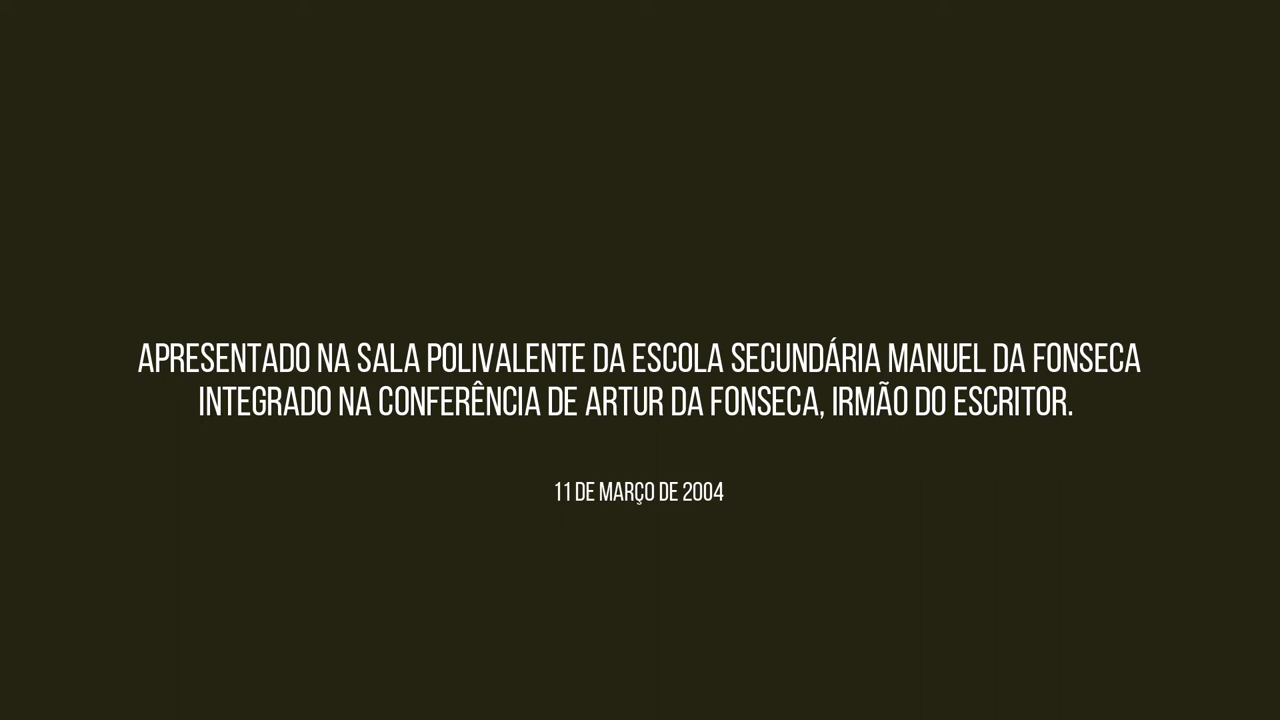 APRESENTADO NA SALA POLIVALENTE DA ESCOLA SECUNDÁRIA MANUEL DA FONSECA
INTEGRADO NA CONFERÊNCIA DE ARTUR DA FONSECA, IRMÃO DO ESCRITOR.
11 DE MARÇO DE 2004